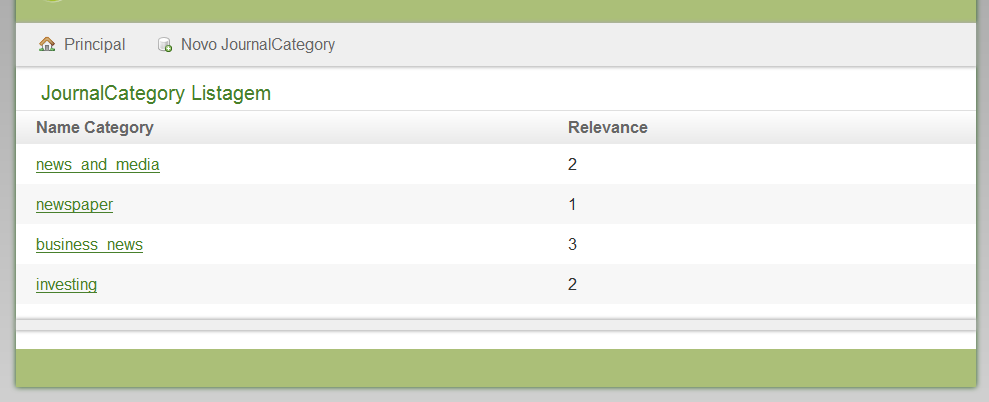 Principal Novo JournalCategory
JournalCategory Listagem
Name Category Relevance
news_and_media 2
newspaper 1
business_news 3
investing 2